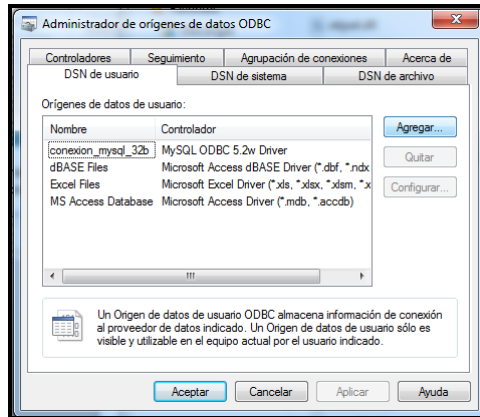 Administrador de orígenes de datos ODBC
Controladores Seguimiento Agrupación de conexiones Acerca de
DSN de usuario DSN de sistema DSN de archivo
Orígenes de datos de usuario:
Nombre Controlador
conexion_mysql_32b MySQL ODBC 5.2w Driver
dBASE Files Microsoft Access dBASE Driver (*.dbf, *.ndx
Excel Files Microsoft Excel Driver (*.xls, *.xlsx, *.xlsm, *.x
MS Access Database Microsoft Access Driver (*.mdb, *.accdb)
Agregar...
Quitar
Configurar...
Un Origen de datos de usuario ODBC almacena información de conexión
al proveedor de datos indicado. Un Origen de datos de usuario sólo es
visible y utilizable en el equipo actual por el usuario indicado.
Aceptar Cancelar Aplicar Ayuda